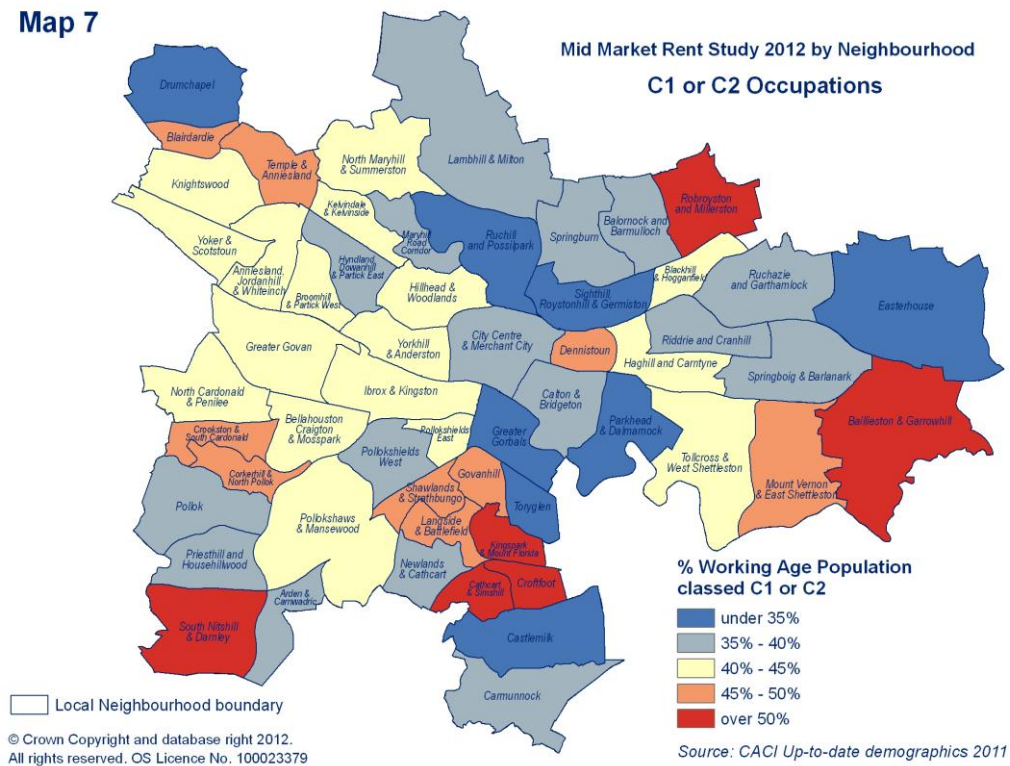 Map 7
Mid Market Rent Study 2012 by Neighbourhood
C1 or C2 Occupations
Drumchapel
Blairdardie
Temple &
Anniesland
Knightswood
North Maryhill
& Summerston
Lambhill & Milton
Kelvindale
& Kelvinside
Maryhill
Road
Corridor
Ruchill
and Possilpark
Springburn
Balornock and
Barmulloch
Robroyston
and Millerston
Yoker &
Scotstoun
Anniesland,
Jordanhill
& Whiteinch
Broomhill
& Partick West
Hyndland,
Dowanhill
& Partick East
Hillhead &
Woodlands
Sighthill,
Roystonhill & Germiston
Blackhill
& Hogganfield
Ruchazie
and Garthamlock
Easterhouse
Greater Govan
Yorkhill
& Anderston
City Centre
& Merchant City
Dennistoun
Riddrie and Cranhill
Haghill and Carntyne
Springboig & Barlanark
North Cardonald
& Penilee
Ibrox & Kingston
Calton &
Bridgeton
Bellahouston
Craigton
& Mosspark
Pollokshields
East
Greater
Gorbals
Parkhead
& Dalmarnock
Baillieston & Garrowhill
Crookston &
South Cardonald
Pollokshields
West
Tollcross &
West Shettleston
Corkerhill &
North Pollok
Govanhill
Shawlands
& Strathbungo
Mount Vernon
& East Shettleston
Pollok
Toryglen
Pollokshaws
& Mansewood
Langside
& Battlefield
Kingspark
& Mount Florida
Priesthill and
Househillwood
Newlands
& Cathcart
Cathcart
& Simshill
Croftfoot
Arden &
Carnwadric
South Nitshill
& Darnley
Castlemilk
Carmunnock
% Working Age Population
classed C1 or C2
under 35%
35% - 40%
40% - 45%
45% - 50%
over 50%
Local Neighbourhood boundary
© Crown Copyright and database right 2012.
All rights reserved. OS Licence No. 100023379
Source: CACI Up-to-date demographics 2011